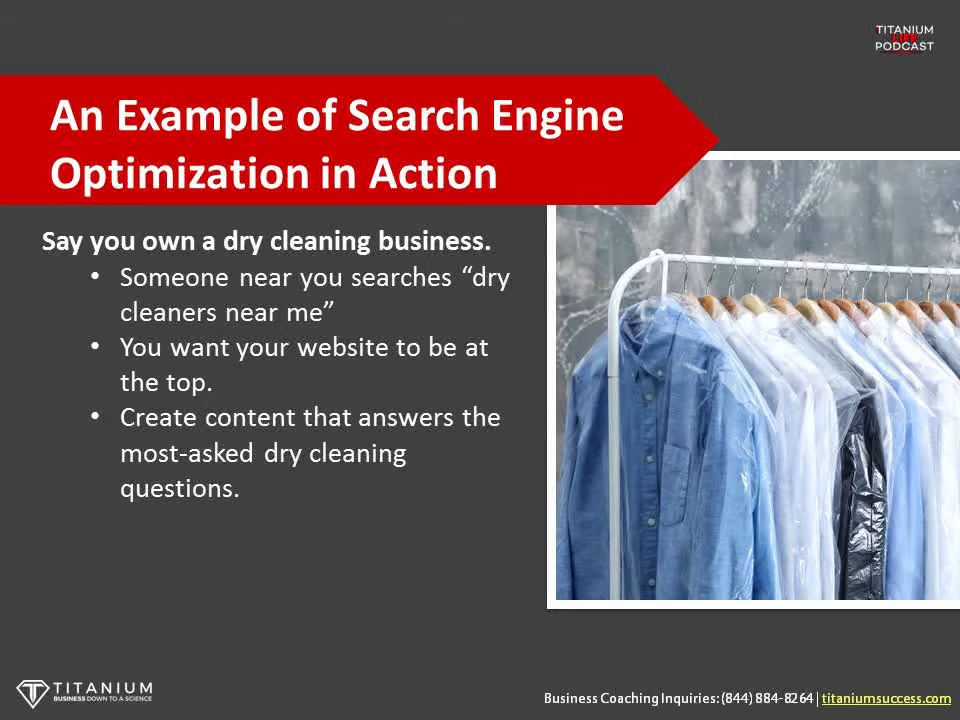 TITANIUM
LIFE
PODCAST
An Example of Search Engine
Optimization in Action
Say you own a dry cleaning business.
• Someone near you searches “dry
cleaners near me”
• You want your website to be at
the top.
• Create content that answers the
most-asked dry cleaning
questions.
TITANIUM
BUSINESS DOWN TO A SCIENCE
Business Coaching Inquiries: (844) 884-8264 | titaniumsuccess.com